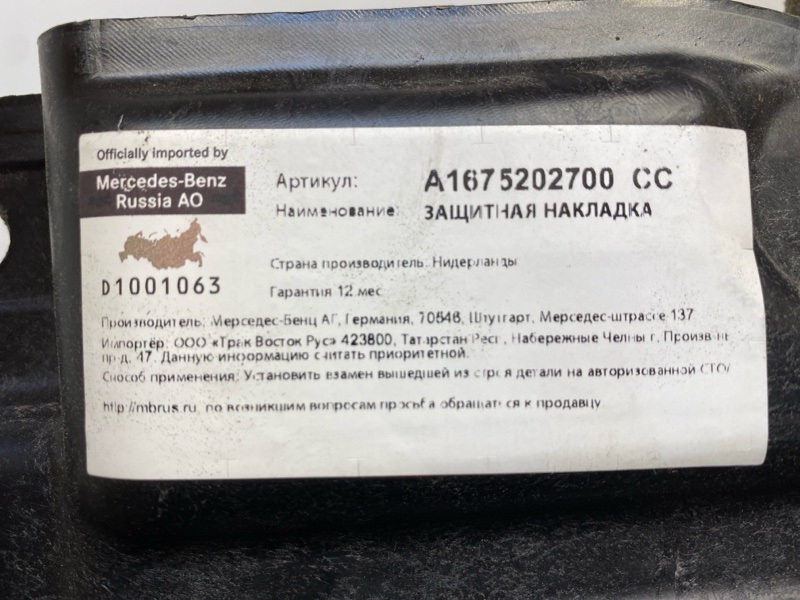 Officially imported by
Mercedes-Benz
Russia AO
D1001063
Артикул: A1675202700 CC
Наименование: ЗАЩИТНАЯ НАКЛАДКА
Страна производитель: Нидерланды
Гарантия 12 мес
Производитель: Мерседес-Бенц АГ, Германия, 70546, Штутгарт, Мерседес-штрассе 137
Импортёр: ООО «Трак Восток Рус» 423800, Татарстан Респ, Набережные Челны г, Произв-ый
пр-д, 47. Данную информацию считать приоритетной.
Способ применения: Установить взамен вышедшей из строя детали на авторизованной СТО/
http://mbrus.ru, по возникшим вопросам просьба обращаться к продавцу